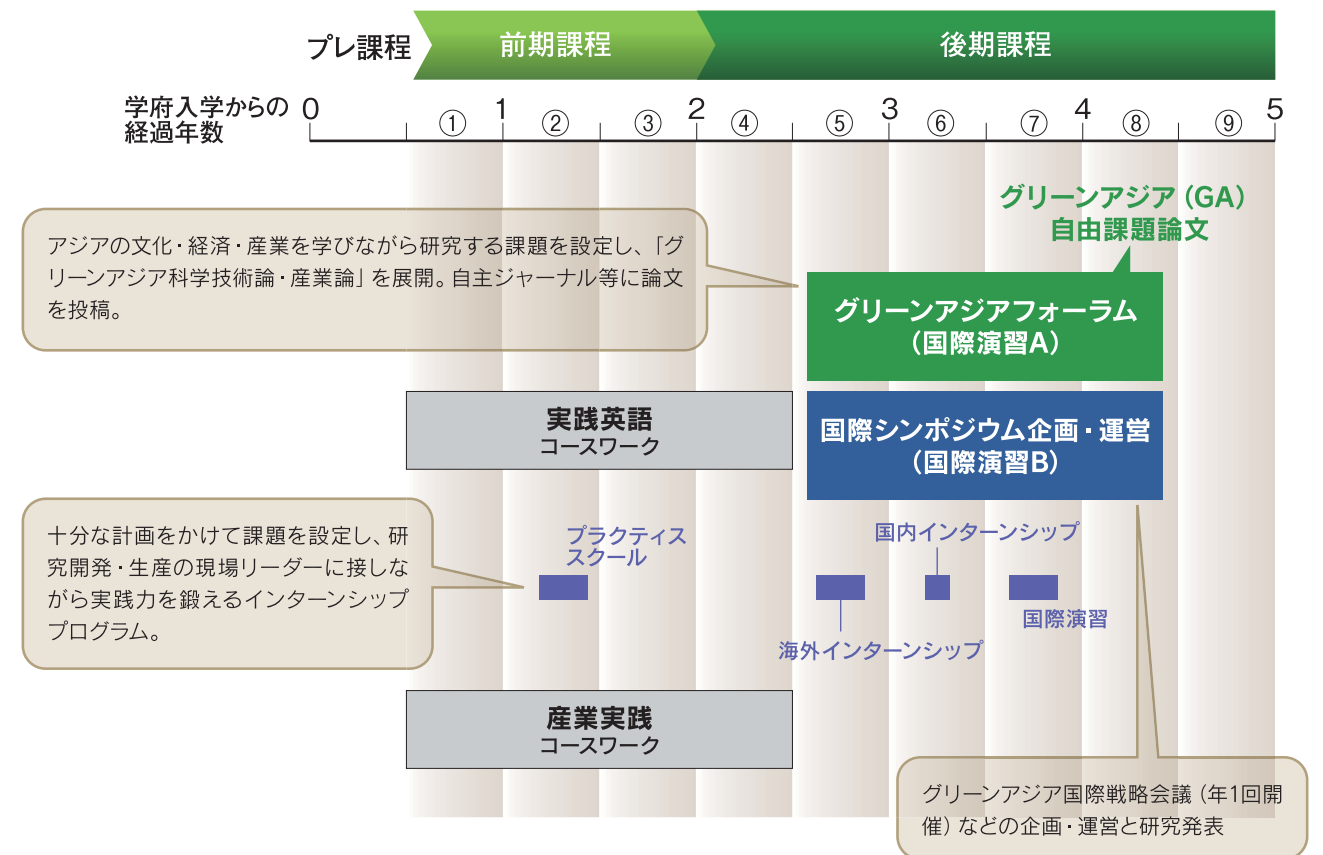 プレ課程
前期課程
後期課程
学府入学からの
経過年数
0 1 2 3 4 5
① ② ③ ④ ⑤ ⑥ ⑦ ⑧ ⑨
グリーンアジア(GA)
自由課題論文
アジアの文化・経済・産業を学びながら研究する課題を設定し、「グ
リーンアジア科学技術論・産業論」を展開。自主ジャーナル等に論文
を投稿。
グリーンアジアフォーラム
(国際演習A)
実践英語
コースワーク
国際シンポジウム企画・運営
(国際演習B)
十分な計画をかけて課題を設定し、研
究開発・生産の現場リーダーに接しな
がら実践力を鍛えるインターンシップ
プログラム。
プラクティス
スクール
国内インターンシップ
国際演習
海外インターンシップ
産業実践
コースワーク
グリーンアジア国際戦略会議(年1回開
催)などの企画・運営と研究発表